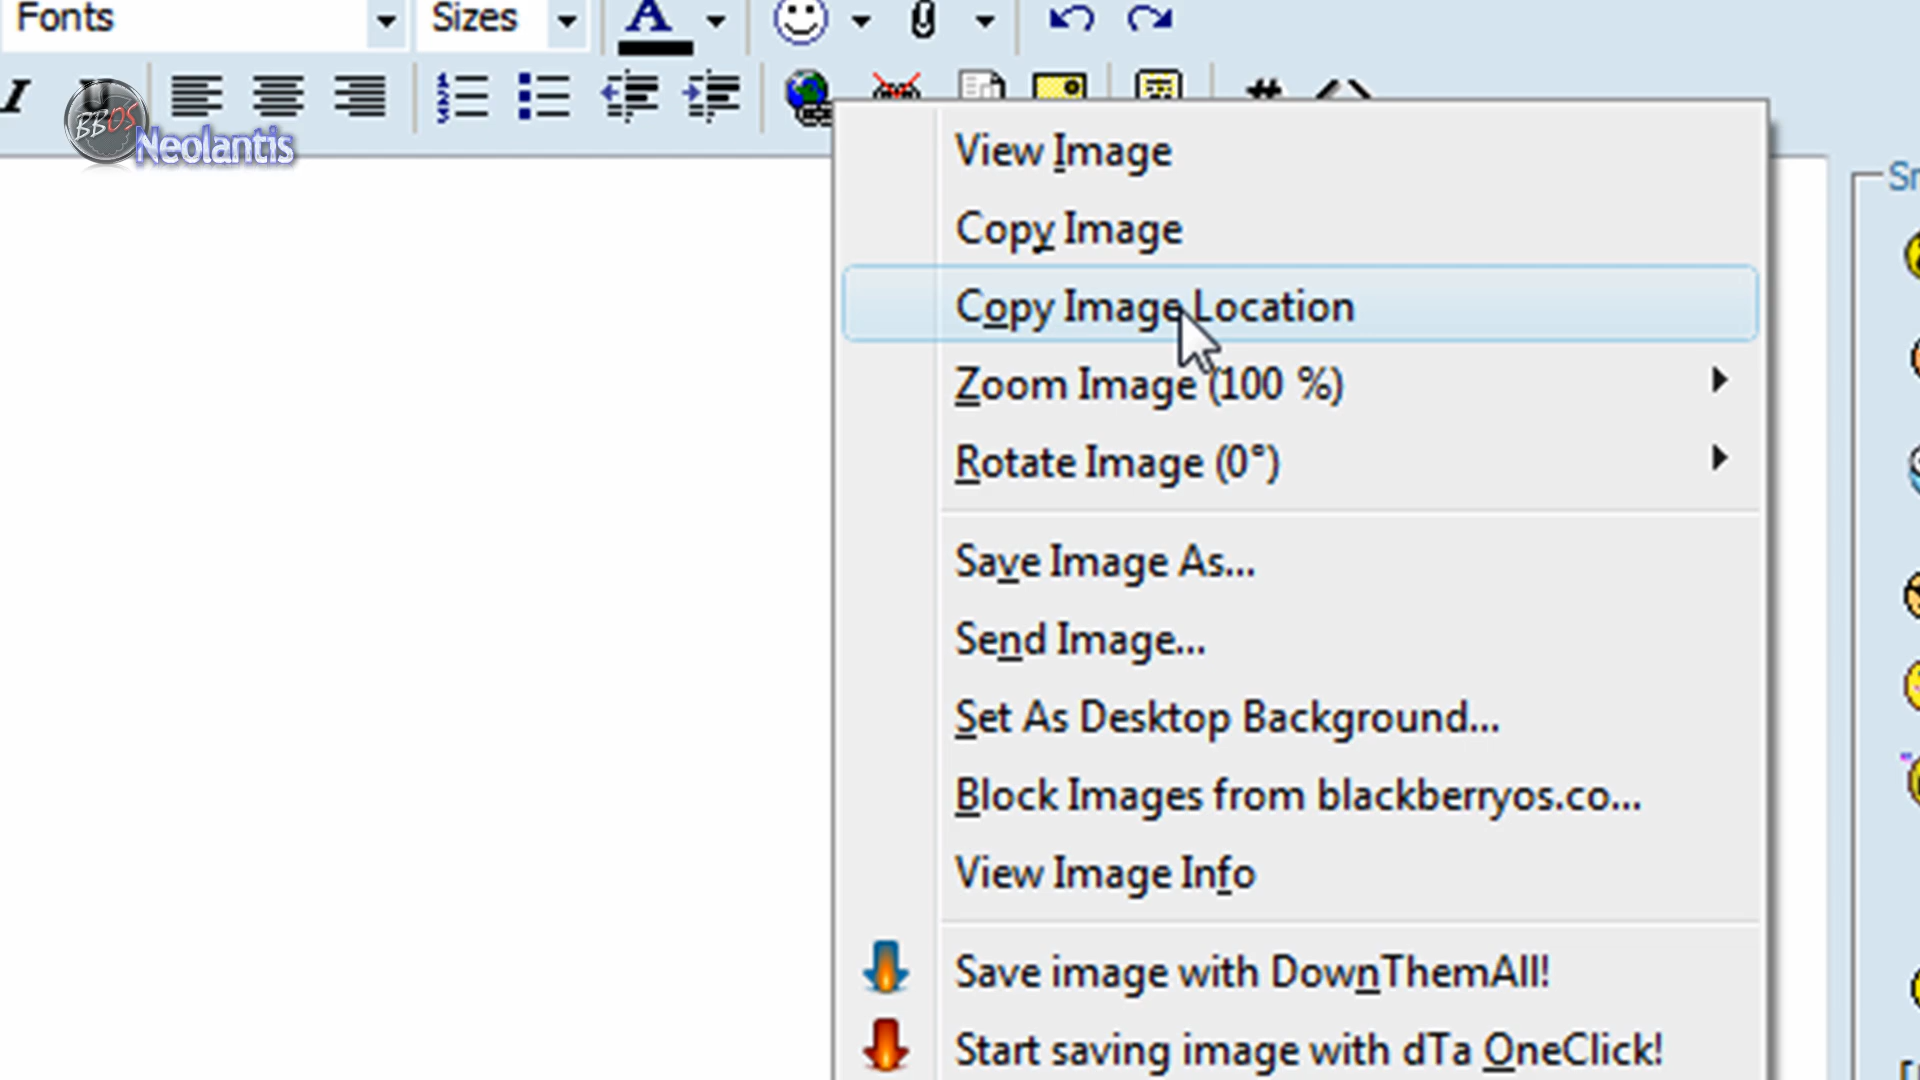 Fonts Sizes A
I U # <>
BBOS Neolantis
View Image
Copy Image
Copy Image Location
Zoom Image (100 %)
Rotate Image (0°)
Save Image As...
Send Image...
Set As Desktop Background...
Block Images from blackberryos.co...
View Image Info
Save image with DownThemAll!
Start saving image with dTa OneClick!